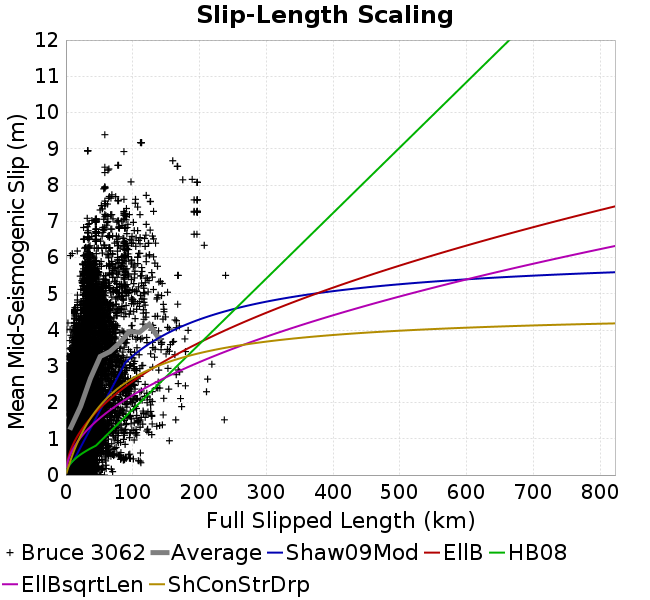 Slip-Length Scaling
Mean Mid-Seismogenic Slip (m)
12
11
10
9
8
7
6
5
4
3
2
1
0
0 100 200 300 400 500 600 700 800
Full Slipped Length (km)
Bruce 3062 Average Shaw09Mod EllB HB08
EllBsqrtLen ShConStrDrp